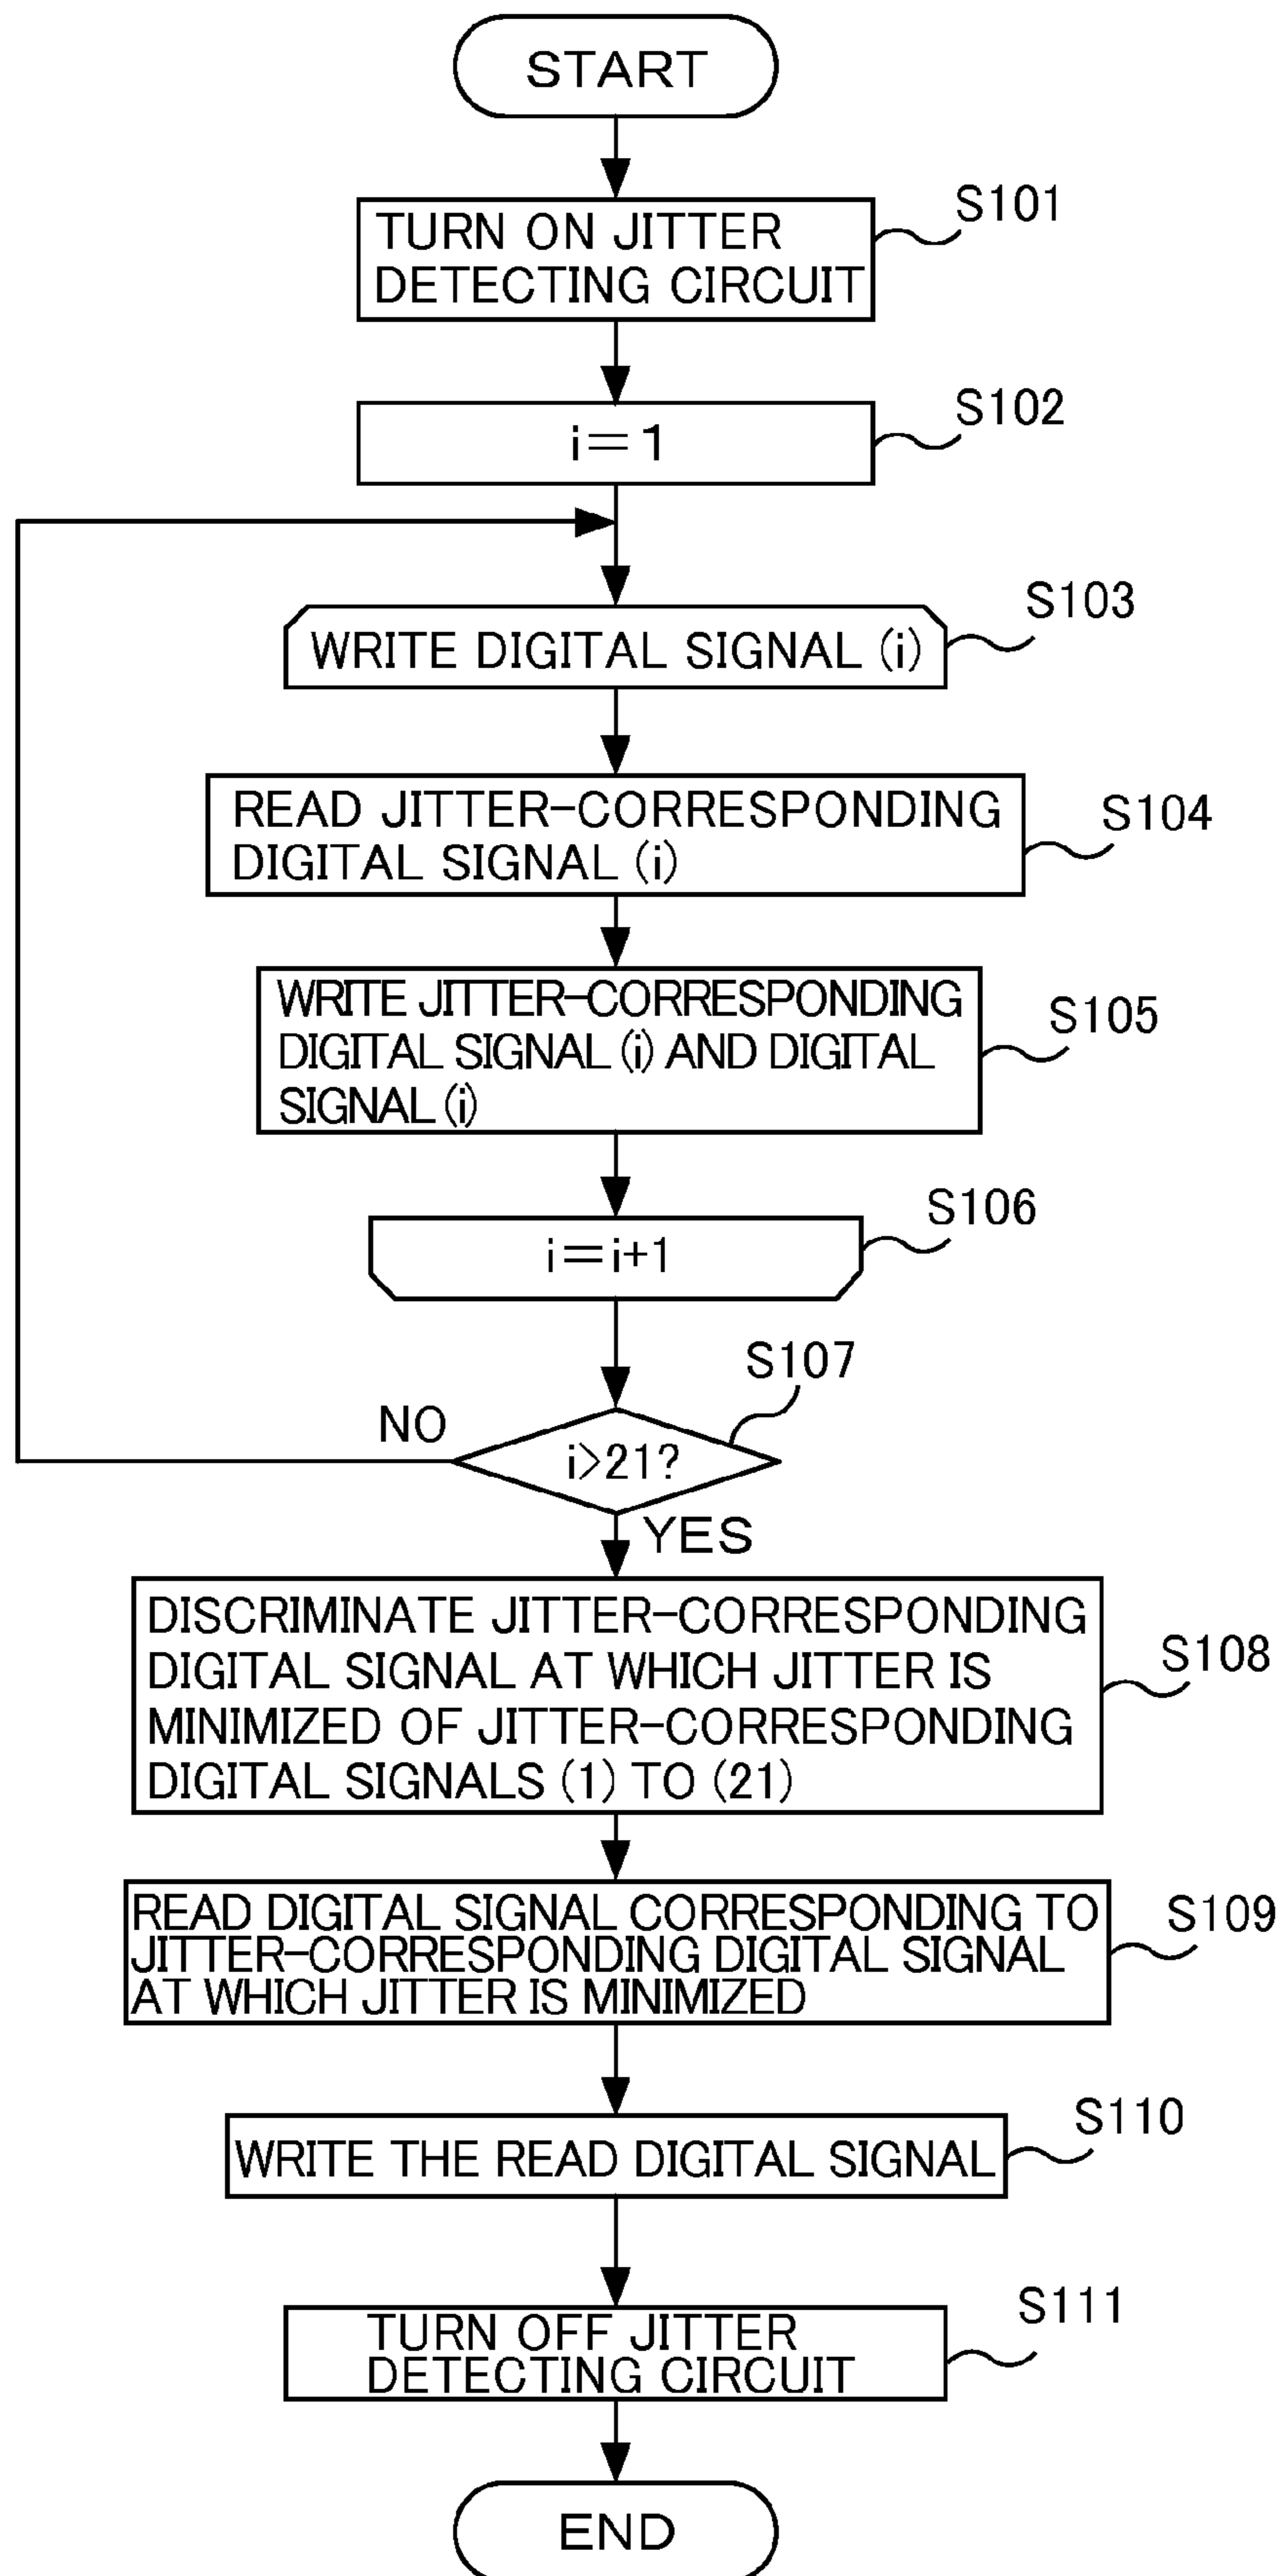 START
S101
TURN ON JITTER
DETECTING CIRCUIT
S102
i=1
S103
WRITE DIGITAL SIGNAL (i)
S104
READ JITTER-CORRESPONDING
DIGITAL SIGNAL (i)
S105
WRITE JITTER-CORRESPONDING
DIGITAL SIGNAL (i) AND DIGITAL
SIGNAL (i)
S106
i=i+1
S107
NO
i>21?
YES
S108
DISCRIMINATE JITTER-CORRESPONDING
DIGITAL SIGNAL AT WHICH JITTER IS
MINIMIZED OF JITTER-CORRESPONDING
DIGITAL SIGNALS (1) TO (21)
S109
READ DIGITAL SIGNAL CORRESPONDING TO
JITTER-CORRESPONDING DIGITAL SIGNAL
AT WHICH JITTER IS MINIMIZED
S110
WRITE THE READ DIGITAL SIGNAL
S111
TURN OFF JITTER
DETECTING CIRCUIT
END